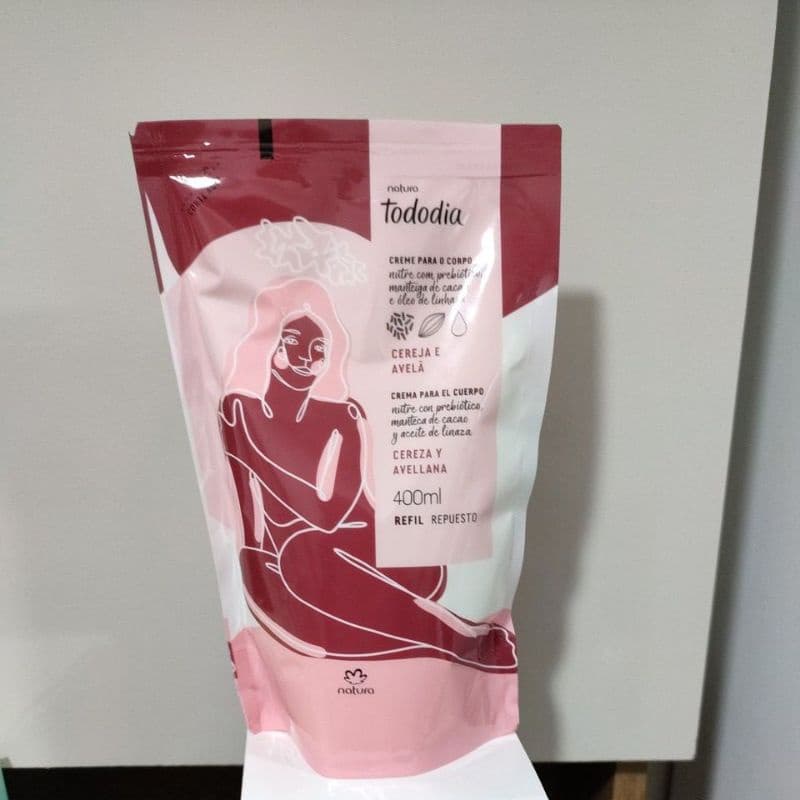 natura
tododia
CREME PARA O CORPO
nutre com prebiótico,
manteiga de cacau
e óleo de linhaça
CEREJA E
AVELÃ
CREMA PARA EL CUERPO
nutre con prebiótico,
manteca de cacao
y aceite de linaza
CEREZA Y
AVELLANA
400ml
REFIL REPUESTO
natura